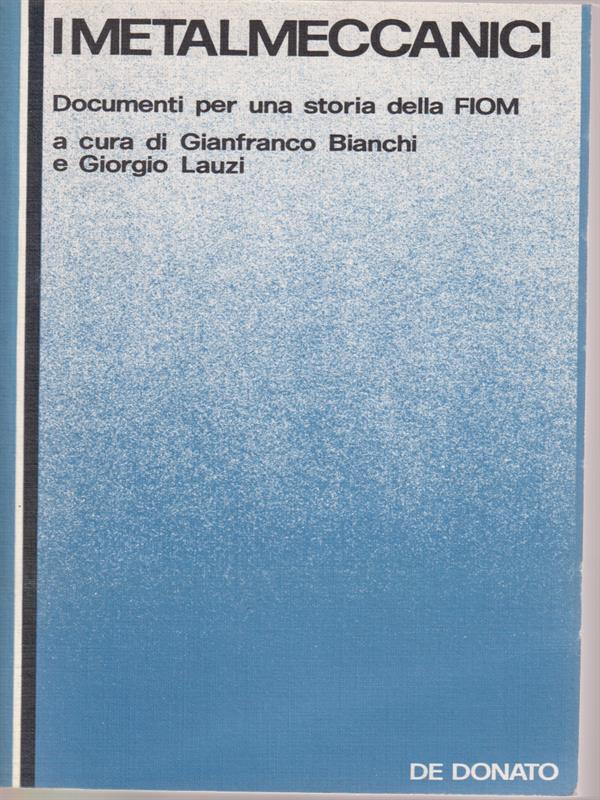 I METALMECCANICI
Documenti per una storia della FIOM
a cura di Gianfranco Bianchi
e Giorgio Lauzi
DE DONATO